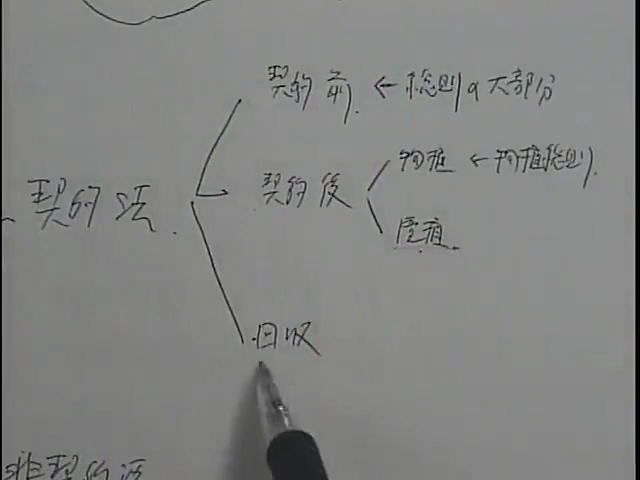 契約前 ← 総則の大部分
契約後 物権 ← 物権総則
契約法
債権
回収
非契約法